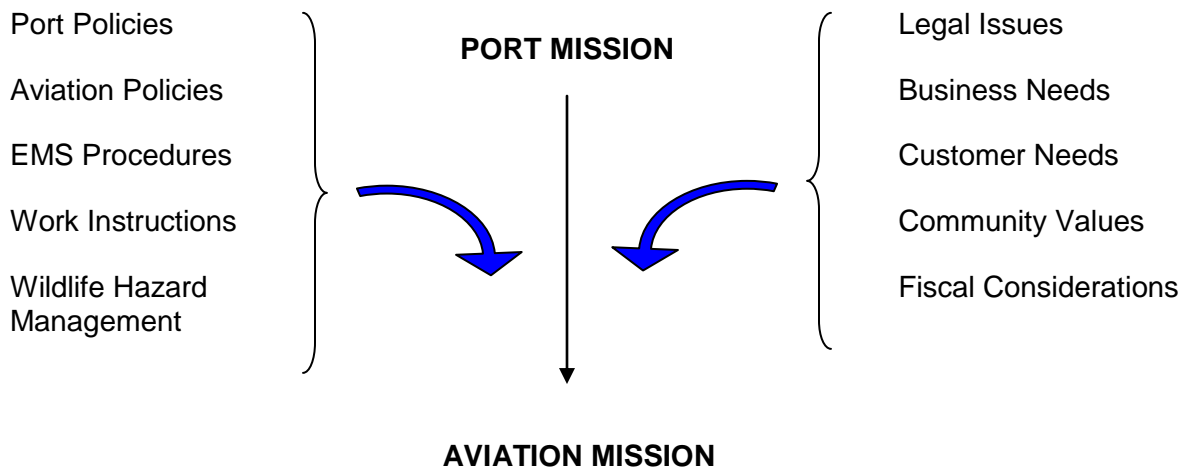 Port Policies
Aviation Policies
EMS Procedures
Work Instructions
Wildlife Hazard
Management
PORT MISSION
AVIATION MISSION
Legal Issues
Business Needs
Customer Needs
Community Values
Fiscal Considerations